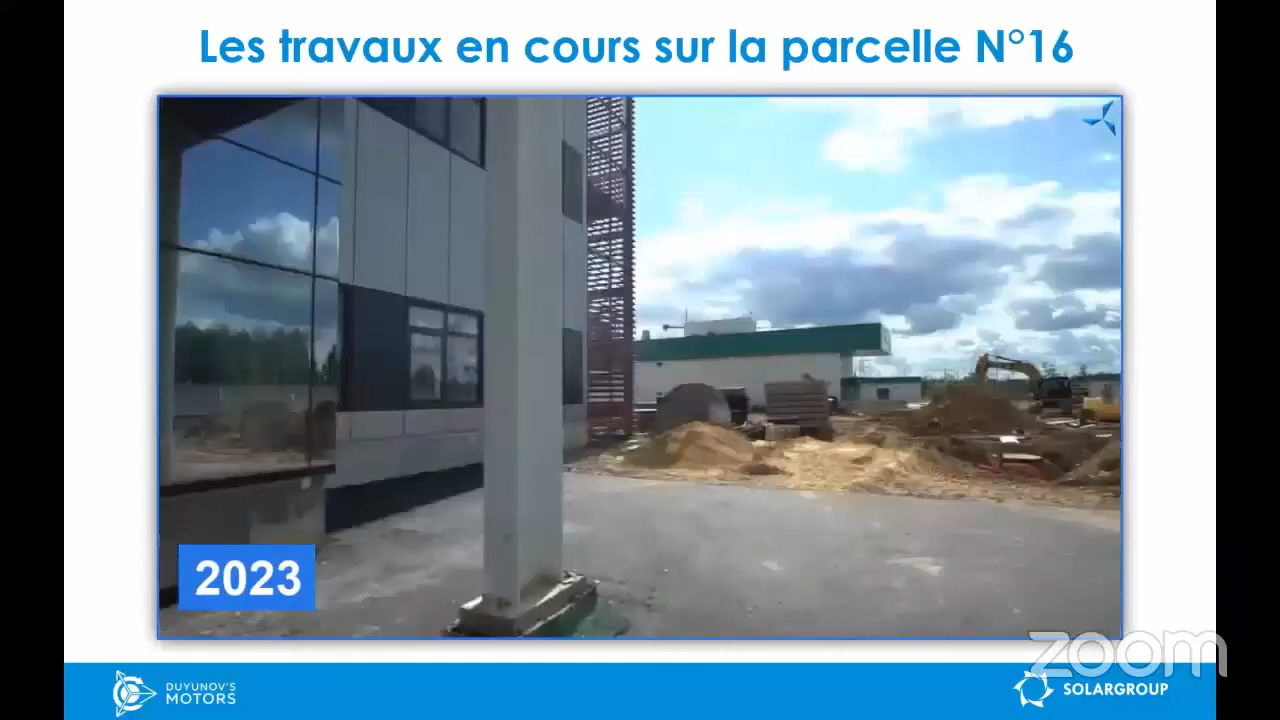 Les travaux en cours sur la parcelle N°16
2023
zoom
DUYUNOV'S
MOTORS
SOLARGROUP